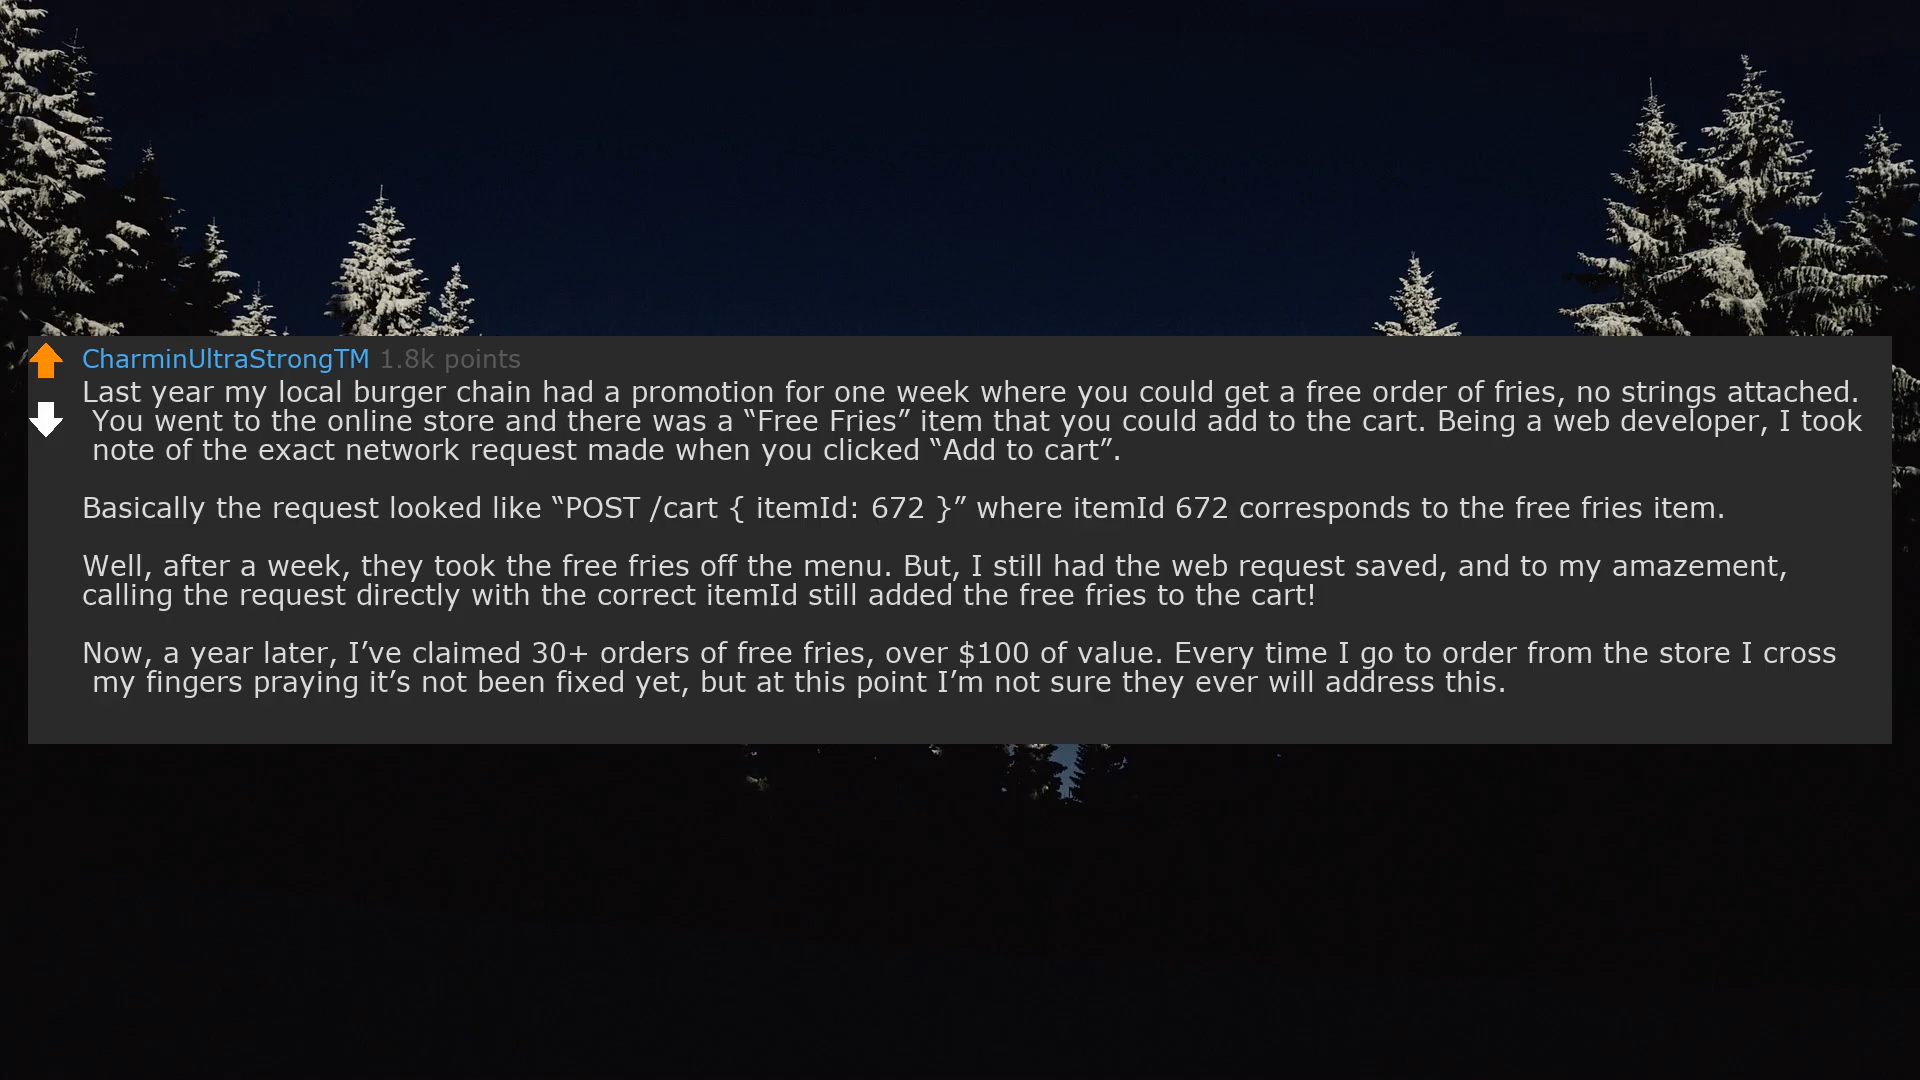 CharminUltraStrongTM 1.8k points
Last year my local burger chain had a promotion for one week where you could get a free order of fries, no strings attached.
You went to the online store and there was a “Free Fries” item that you could add to the cart. Being a web developer, I took
note of the exact network request made when you clicked “Add to cart”.
Basically the request looked like “POST /cart { itemId: 672 }” where itemId 672 corresponds to the free fries item.
Well, after a week, they took the free fries off the menu. But, I still had the web request saved, and to my amazement,
calling the request directly with the correct itemId still added the free fries to the cart!
Now, a year later, I’ve claimed 30+ orders of free fries, over $100 of value. Every time I go to order from the store I cross
my fingers praying it’s not been fixed yet, but at this point I’m not sure they ever will address this.